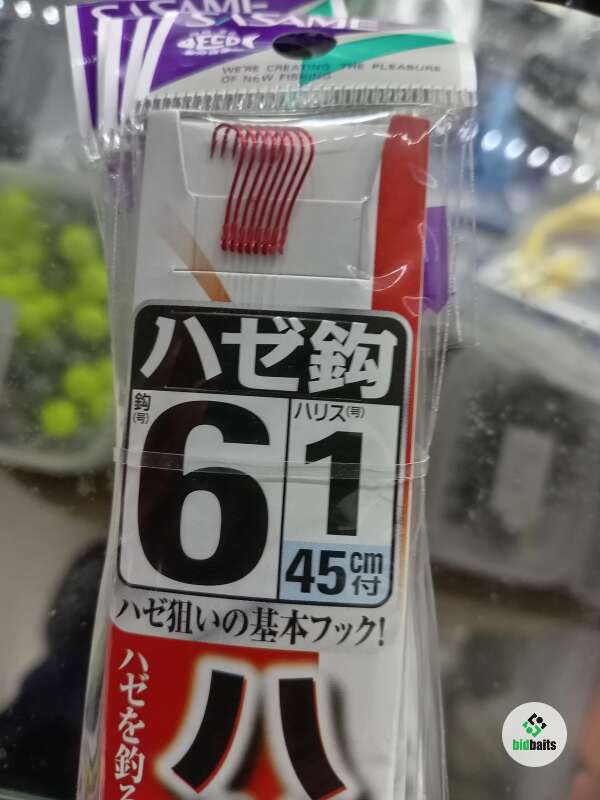 SASAME
WE'RE CREATING THE PLEASURE
OF NEW FISHING
ハゼ鈎
鈎(号)
6
ハリス(号)
1
45cm付
ハゼ狙いの基本フック!
ハゼを釣る
ハ
bidbaits